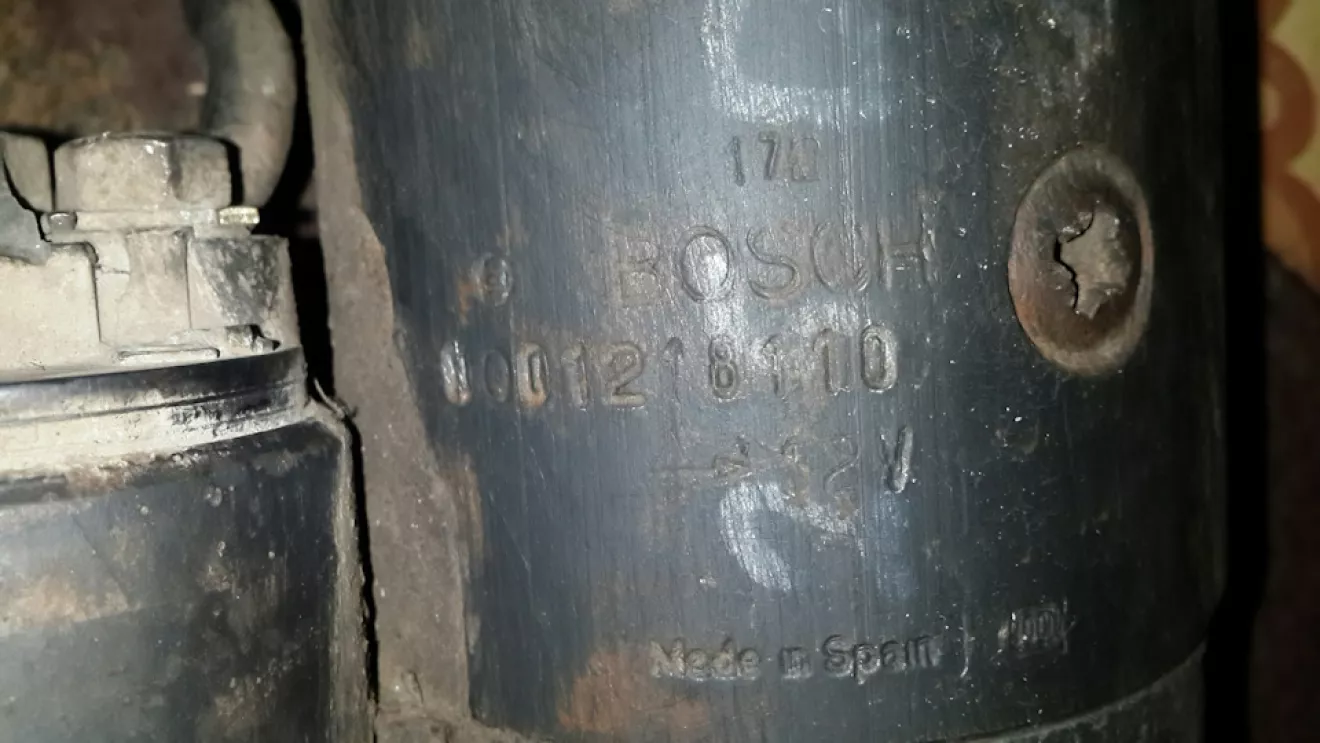 BOSCH
0001218110
12V
Made in Spain